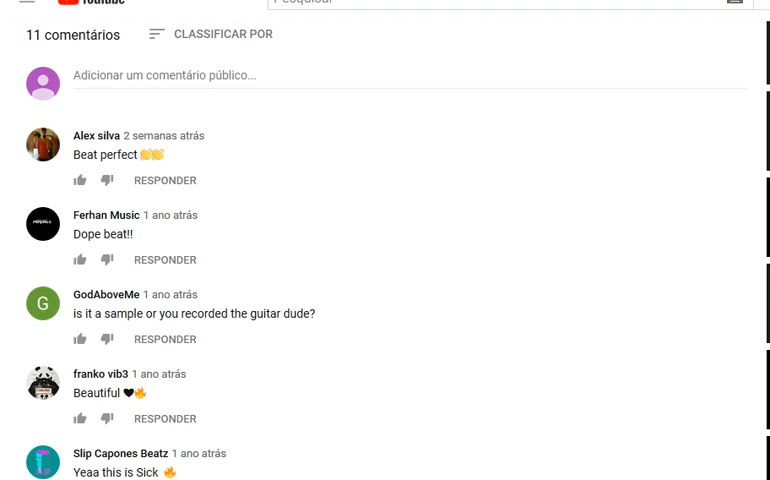 YouTube
Pesquisar
11 comentários CLASSIFICAR POR
Adicionar um comentário público...
Alex silva 2 semanas atrás
Beat perfect 👏👏
RESPONDER
Ferhan Music 1 ano atrás
Dope beat!!
RESPONDER
G
GodAboveMe 1 ano atrás
is it a sample or you recorded the guitar dude?
RESPONDER
franko vib3 1 ano atrás
Beautiful 🖤🔥
RESPONDER
Slip Capones Beatz 1 ano atrás
Yeaa this is Sick 🔥